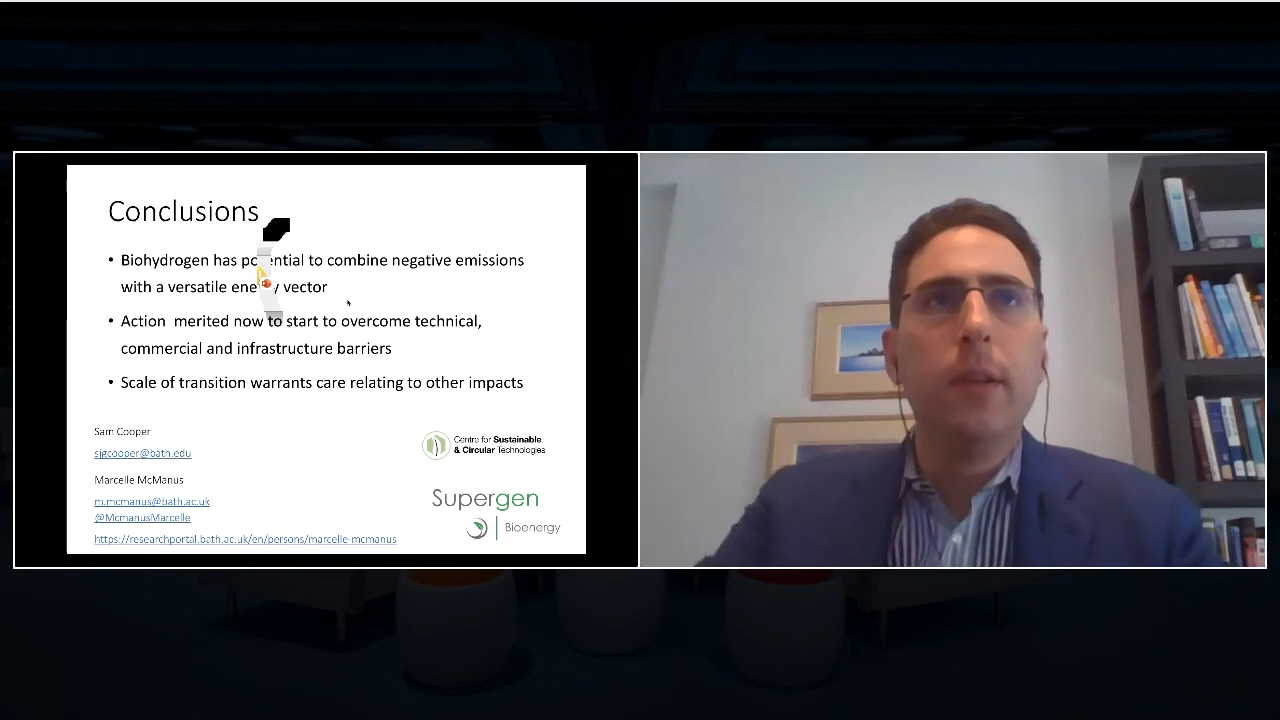 Conclusions
• Biohydrogen has potential to combine negative emissions
with a versatile energy vector
• Action merited now to start to overcome technical,
commercial and infrastructure barriers
• Scale of transition warrants care relating to other impacts
Sam Cooper
sjgcooper@bath.edu
Marcelle McManus
m.mcmanus@bath.ac.uk
@McmanusMarcelle
https://researchportal.bath.ac.uk/en/persons/marcelle-mcmanus
Centre for Sustainable
& Circular Technologies
Supergen
Bioenergy